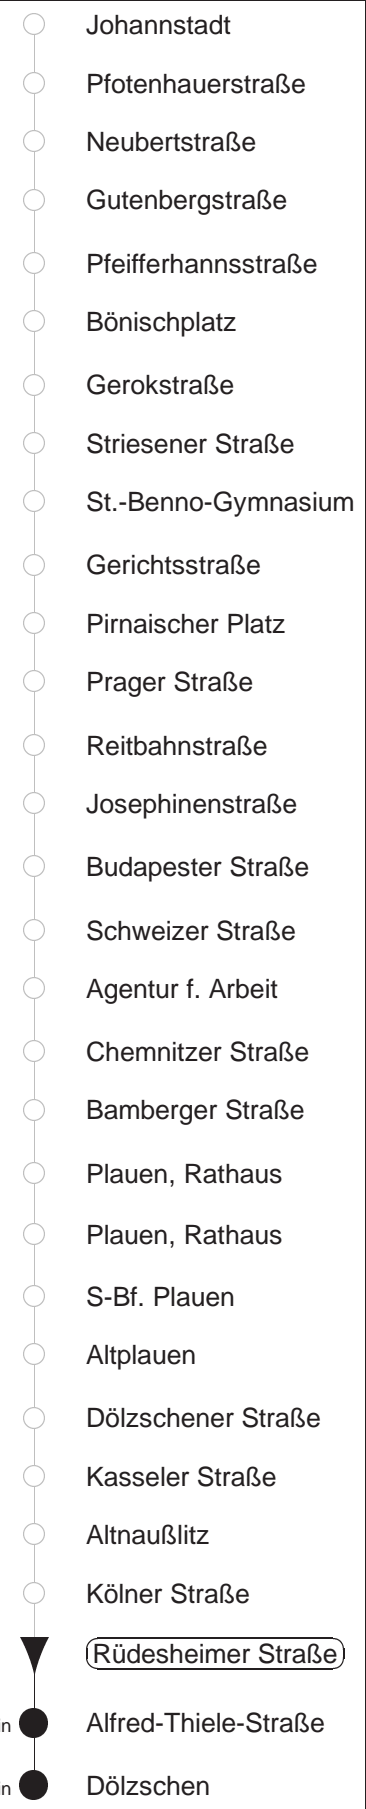 Johannstadt
Pfotenhauerstraße
Neubertstraße
Gutenbergstraße
Pfeifferhannsstraße
Bönischplatz
Gerokstraße
Striesener Straße
St.-Benno-Gymnasium
Gerichtsstraße
Pirnaischer Platz
Prager Straße
Reitbahnstraße
Josephinenstraße
Budapester Straße
Schweizer Straße
Agentur f. Arbeit
Chemnitzer Straße
Bamberger Straße
Plauen, Rathaus
Plauen, Rathaus
S-Bf. Plauen
Altplauen
Dölzschener Straße
Kasseler Straße
Altnaußlitz
Kölner Straße
Rüdesheimer Straße
Alfred-Thiele-Straße
Dölzschen